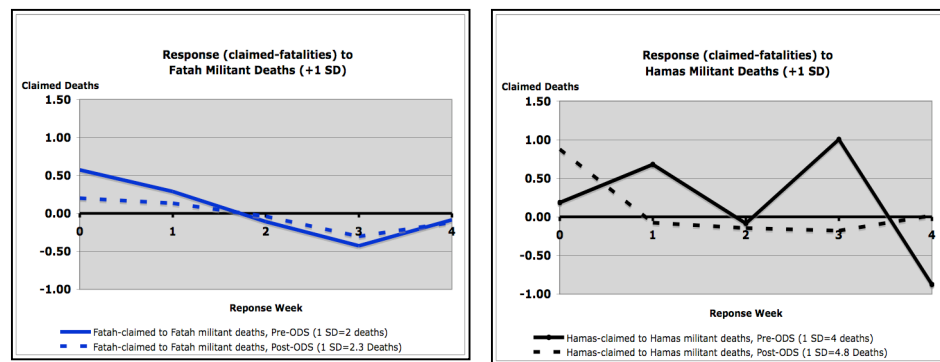 Response (claimed-fatalities) to
Fatah Militant Deaths (+1 SD)
Claimed Deaths
1.50
1.00
0.50
0.00
0 1 2 3 4
-0.50
-1.00
Reponse Week
Fatah-claimed to Fatah militant deaths, Pre-ODS (1 SD=2 deaths)
Fatah-claimed to Fatah militant deaths, Post-ODS (1 SD=2.3 Deaths)
Response (claimed-fatalities) to
Hamas Militant Deaths (+1 SD)
Claimed Deaths
1.50
1.00
0.50
0.00
0 1 2 3 4
-0.50
-1.00
Reponse Week
Hamas-claimed to Hamas militant deaths, Pre-ODS (1 SD=4 deaths)
Hamas-claimed to Hamas militant deaths, Post-ODS (1 SD=4.8 Deaths)